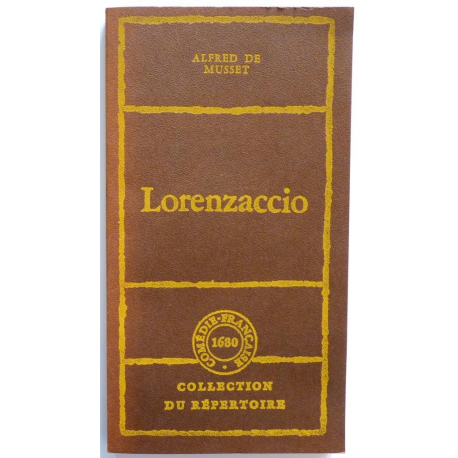 ALFRED DE
MUSSET
Lorenzaccio
COMÉDIE-FRANÇAISE
1680
COLLECTION
DU RÉPERTOIRE